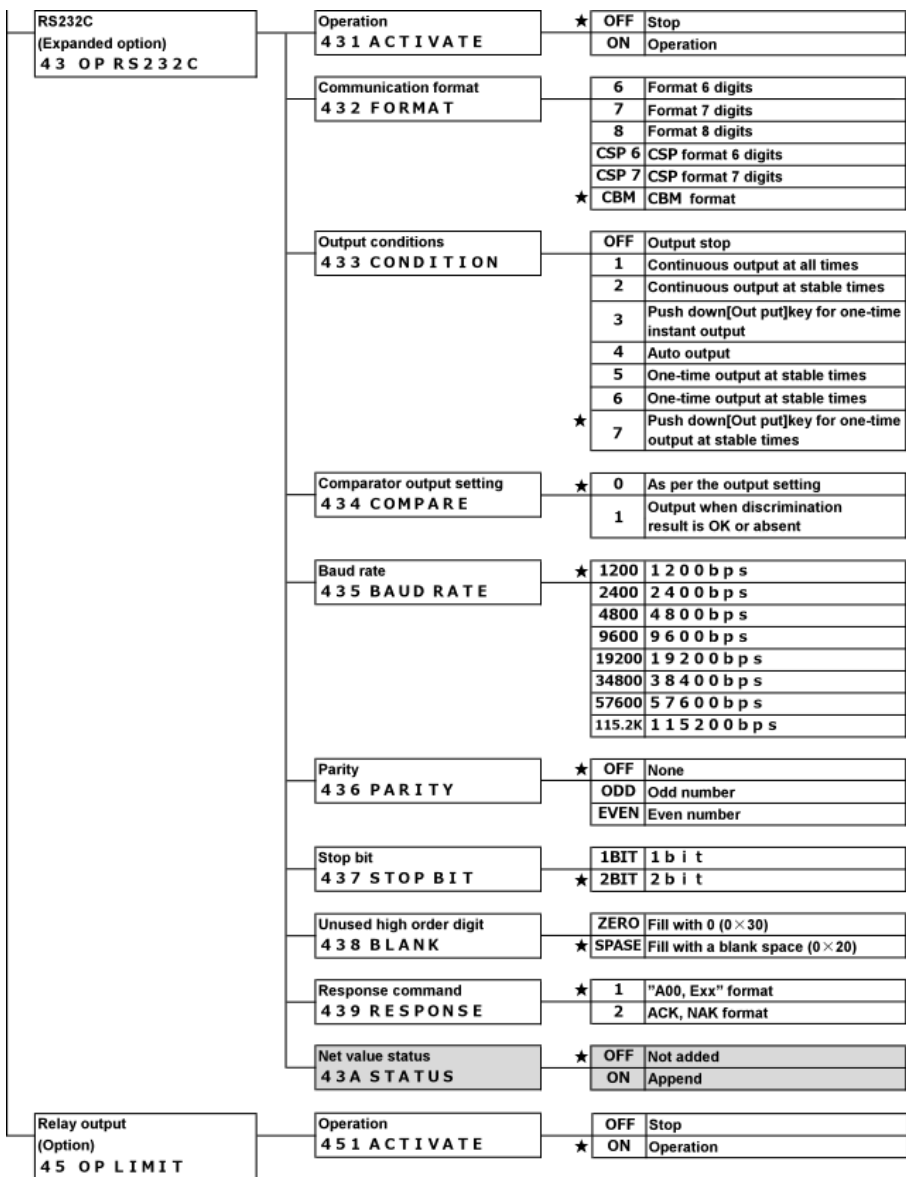 RS232C
(Expanded option)
43 OP RS232C
Operation
431 ACTIVATE
★ OFF Stop
ON Operation
Communication format
432 FORMAT
6 Format 6 digits
7 Format 7 digits
8 Format 8 digits
CSP 6 CSP format 6 digits
CSP 7 CSP format 7 digits
★ CBM CBM format
Output conditions
433 CONDITION
OFF Output stop
1 Continuous output at all times
2 Continuous output at stable times
3 Push down[Out put]key for one-time
instant output
4 Auto output
5 One-time output at stable times
6 One-time output at stable times
★ 7 Push down[Out put]key for one-time
output at stable times
Comparator output setting
434 COMPARE
★ 0 As per the output setting
1 Output when discrimination
result is OK or absent
Baud rate
435 BAUD RATE
★ 1200 1200bps
2400 2400bps
4800 4800bps
9600 9600bps
19200 19200bps
34800 38400bps
57600 57600bps
115.2K 115200bps
Parity
436 PARITY
★ OFF None
ODD Odd number
EVEN Even number
Stop bit
437 STOP BIT
1BIT 1bit
★ 2BIT 2bit
Unused high order digit
438 BLANK
ZERO Fill with 0 (0×30)
★ SPASE Fill with a blank space (0×20)
Response command
439 RESPONSE
★ 1 "A00, Exx" format
2 ACK, NAK format
Net value status
43A STATUS
★ OFF Not added
ON Append
Relay output
(Option)
45 OP LIMIT
Operation
451 ACTIVATE
OFF Stop
★ ON Operation